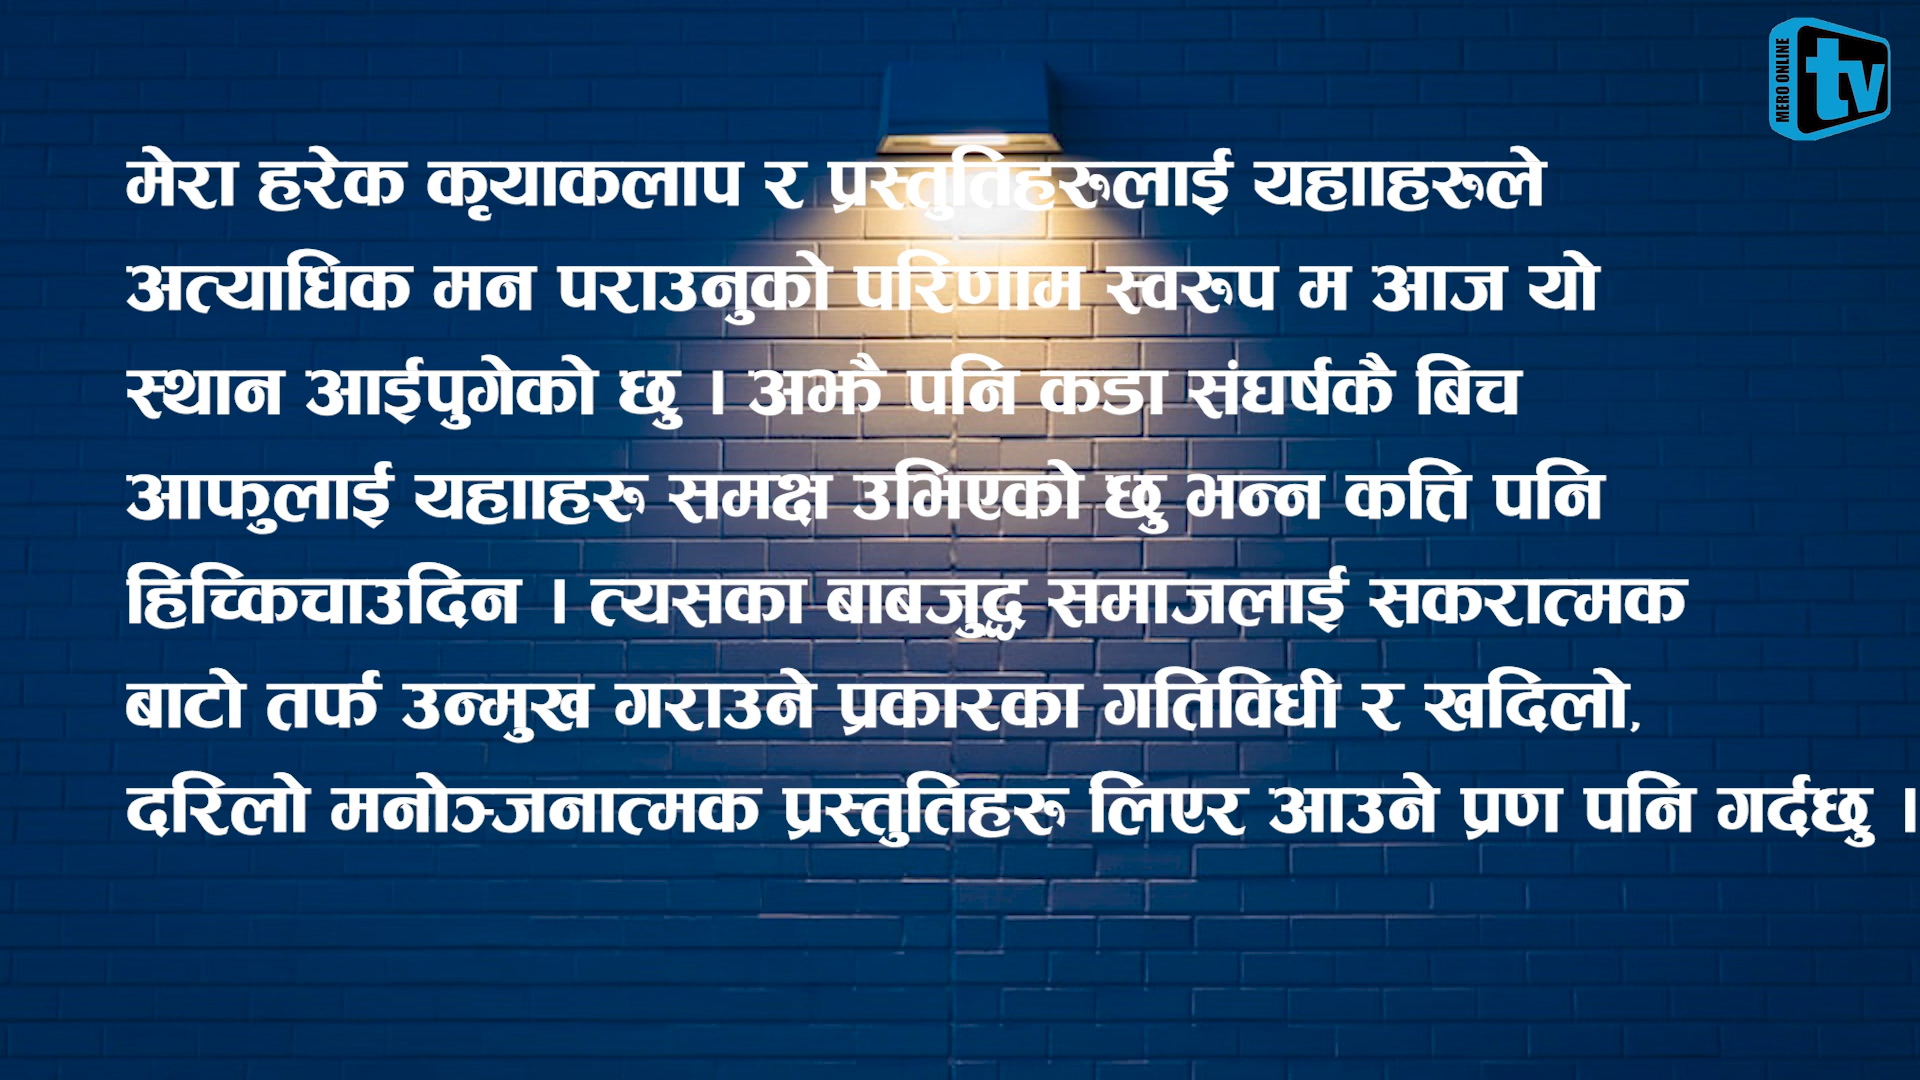 MERO ONLINE
tv
मेरा हरेक कृयाकलाप र प्रस्तुतिहरुलाई यहााहरुले
अत्याधिक मन पराउनुको परिणाम स्वरुप म आज यो
स्थान आईपुगेको छु । अझै पनि कडा संघर्षकै बिच
आफुलाई यहााहरु समक्ष उभिएको छु भन्न कत्ति पनि
हिच्किचाउदिन । त्यसका बाबजुद्ध समाजलाई सकरात्मक
बाटो तर्फ उन्मुख गराउने प्रकारका गतिविधी र खदिलो,
दरिलो मनोञ्जनात्मक प्रस्तुतिहरु लिएर आउने प्रण पनि गर्दछु ।